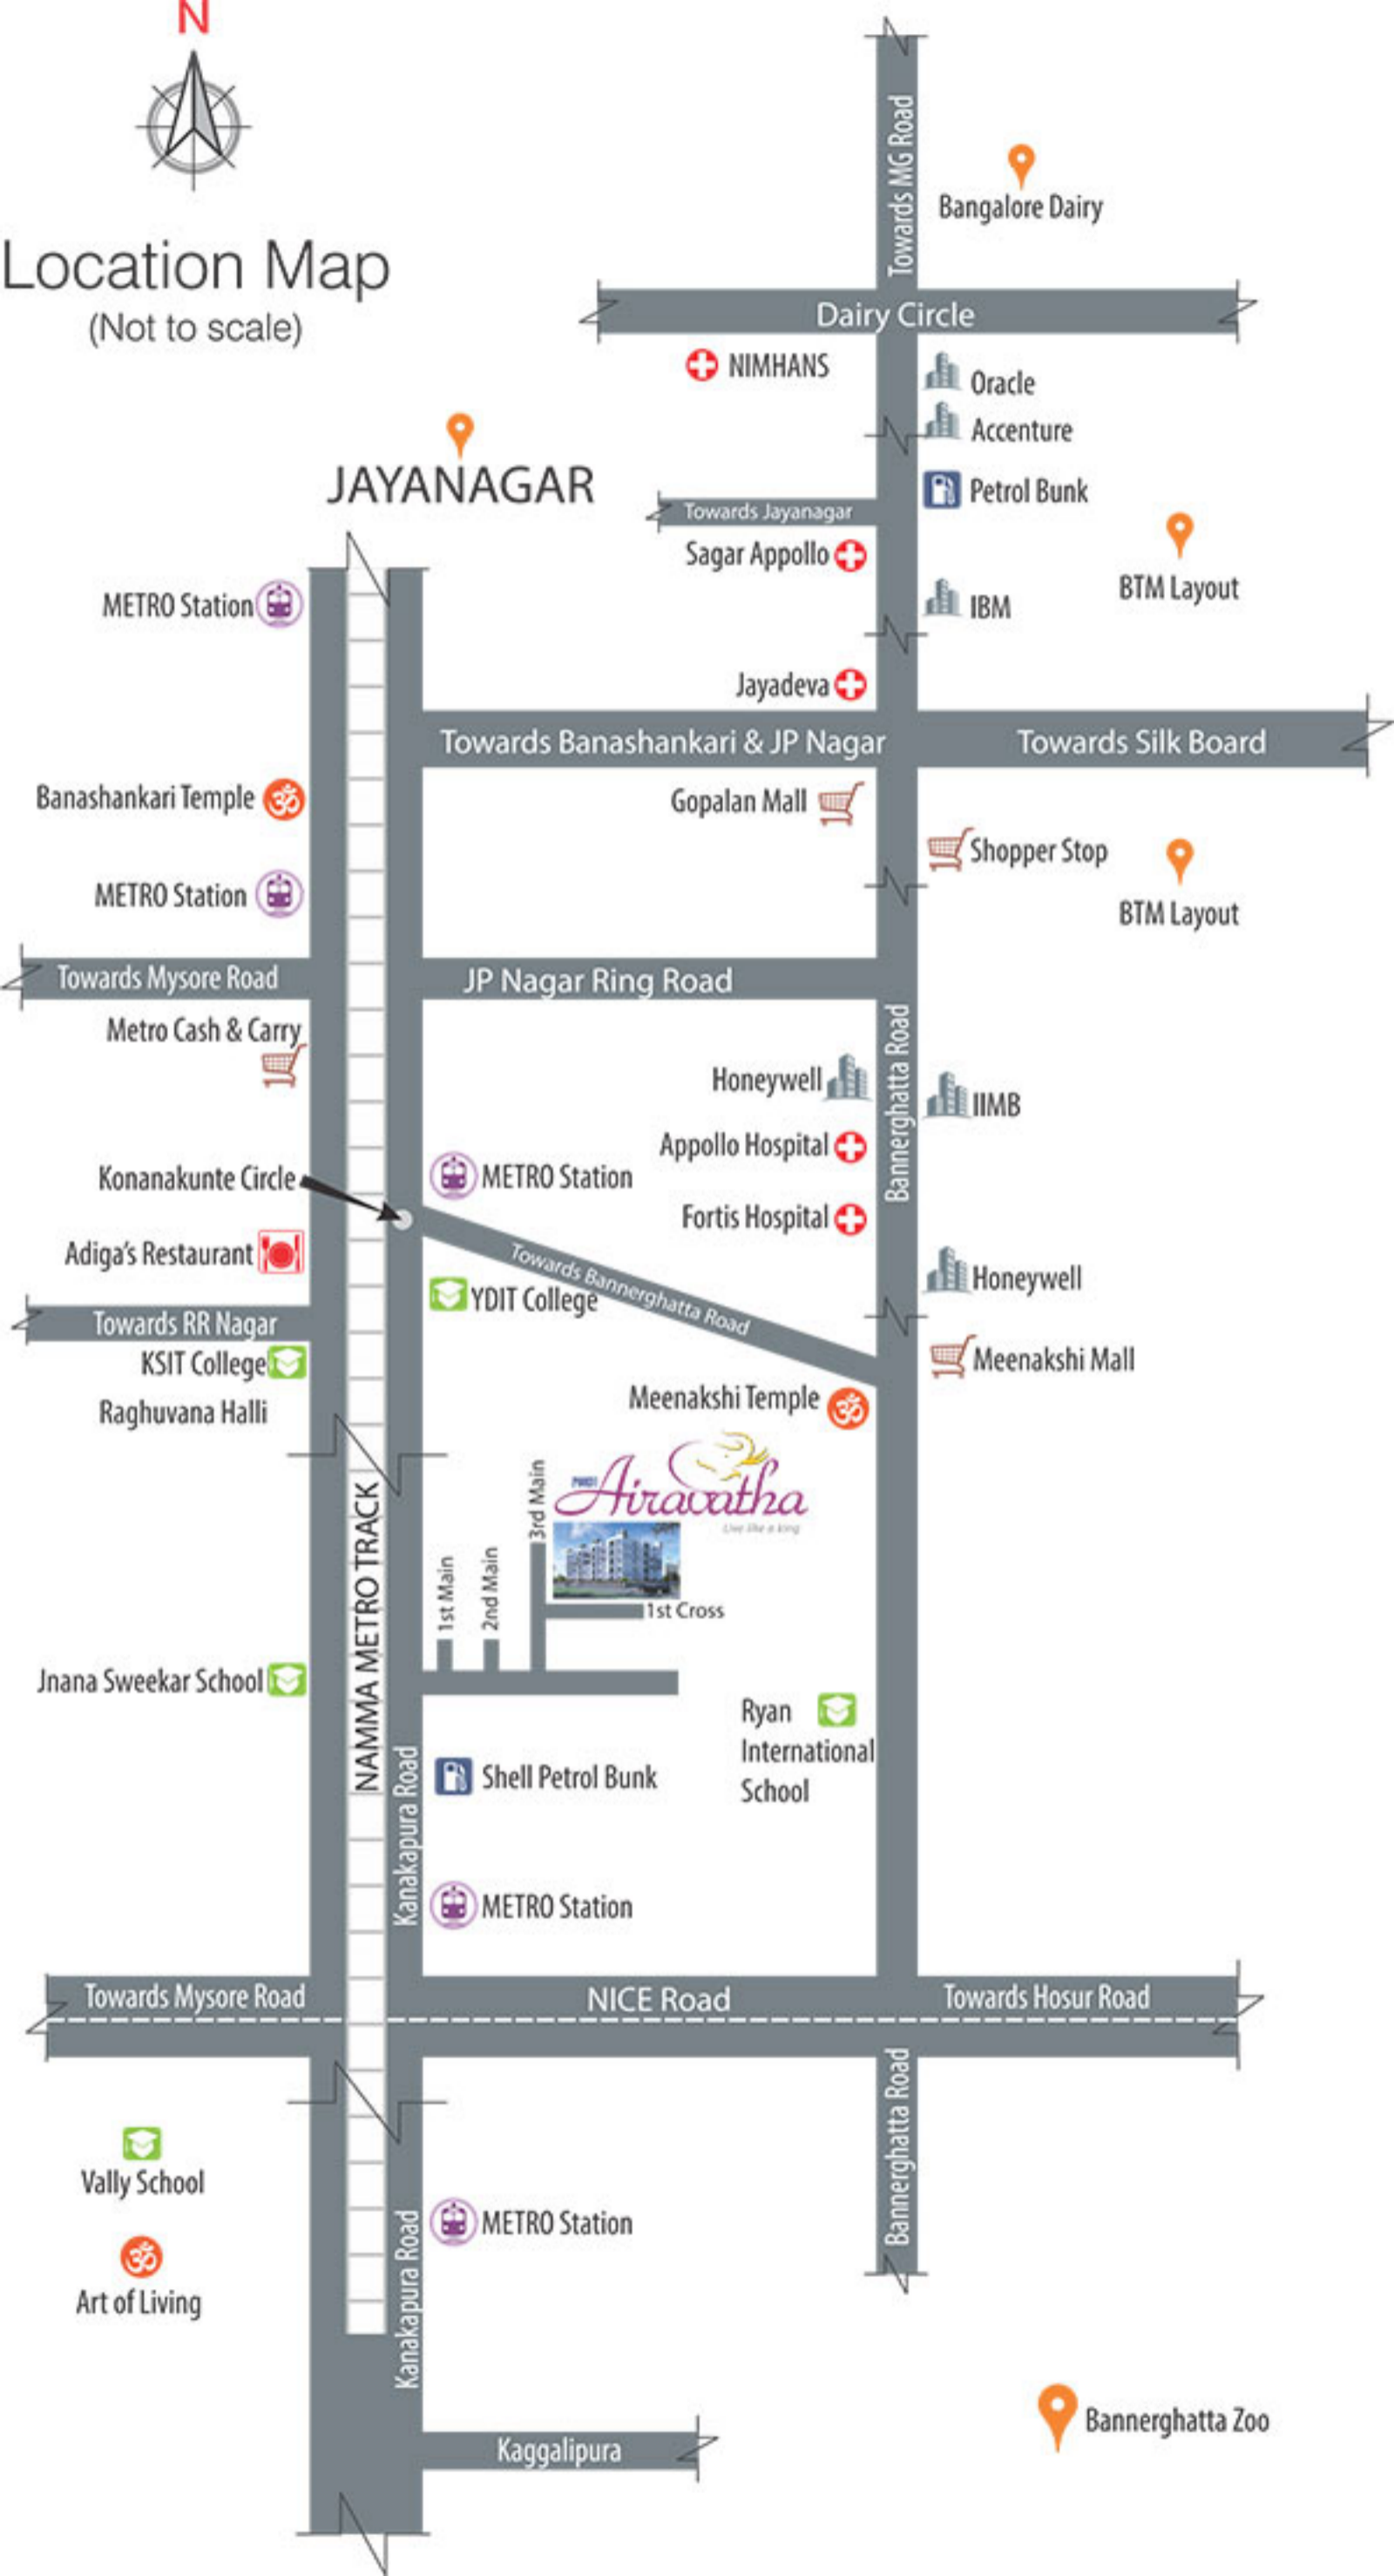 N
Location Map
(Not to scale)
Towards MG Road
Bangalore Dairy
Dairy Circle
NIMHANS
Oracle
Accenture
JAYANAGAR
Petrol Bunk
Towards Jayanagar
Sagar Appollo
BTM Layout
METRO Station
IBM
Jayadeva
Towards Banashankari & JP Nagar
Towards Silk Board
Banashankari Temple
Gopalan Mall
Shopper Stop
METRO Station
BTM Layout
Towards Mysore Road
JP Nagar Ring Road
Metro Cash & Carry
Bannerghatta Road
Honeywell
IIMB
Appollo Hospital
Konanakunte Circle
METRO Station
Fortis Hospital
Adiga's Restaurant
Towards Bannerghatta Road
Honeywell
YDIT College
Towards RR Nagar
KSIT College
Meenakshi Mall
Raghuvana Halli
Meenakshi Temple
Airavatha
Live like a king
NAMMA METRO TRACK
1st Main
2nd Main
3rd Main
1st Cross
Jnana Sweekar School
Ryan
International
School
Kanakapura Road
Shell Petrol Bunk
METRO Station
Towards Mysore Road
NICE Road
Towards Hosur Road
Bannerghatta Road
Vally School
METRO Station
Kanakapura Road
Art of Living
Bannerghatta Zoo
Kaggalipura